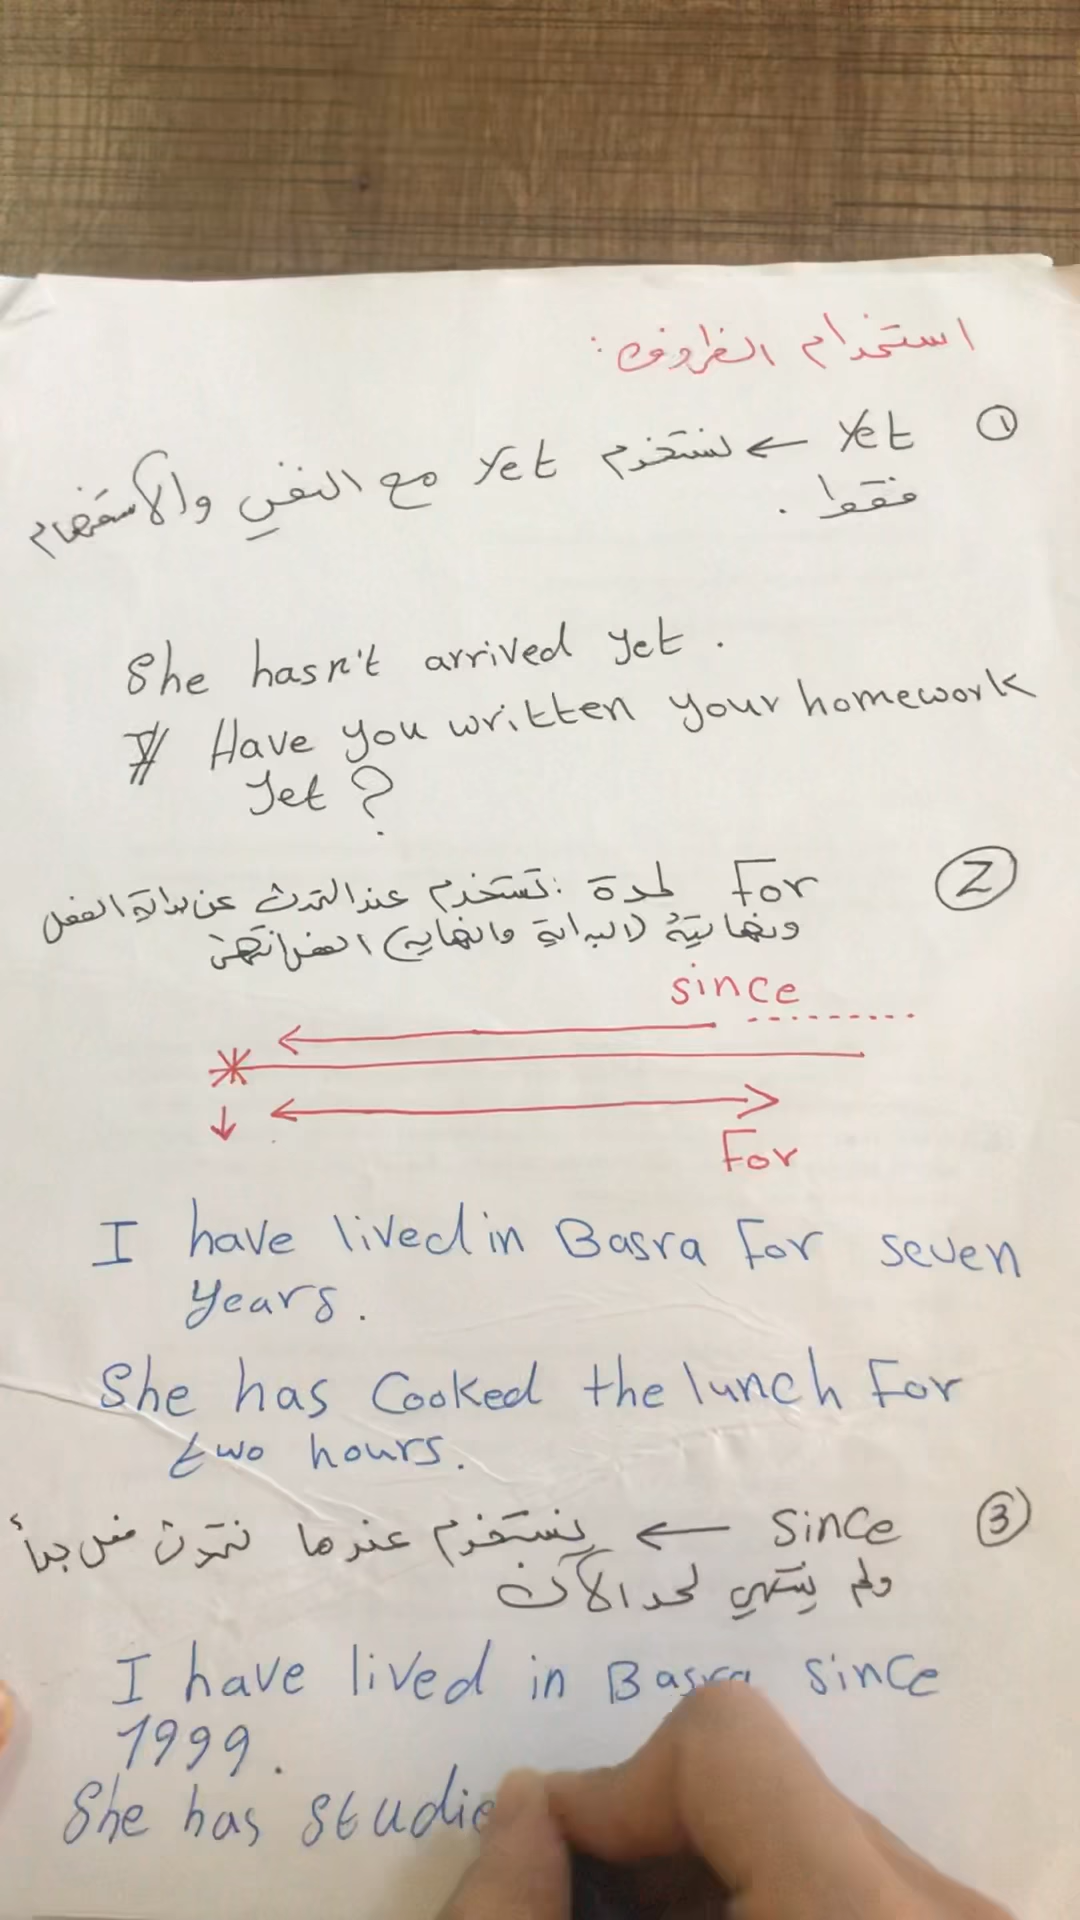 استخدام الظروف:
① Yet ← نستخدم Yet مع النفي والاستفهام
فقط .
She hasn't arrived yet .
Have you written your homework
yet ?
② For لمدة : تستخدم عند التحدث عن بداية الفعل
ونهايته (البداية والنهاية) الفعل انتهى
since
For
I have lived in Basra For seven
years.
She has Cooked the lunch For
two hours.
③ Since ← يستخدم عندما نتحدث فعل بدأ
ولم ينتهي لحد الآن
I have lived in Basra since
1999.
She has studie